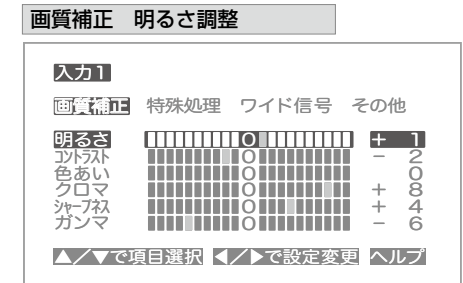 画質補正 明るさ調整
入力1
画質補正 特殊処理 ワイド信号 その他
明るさ 0 + 1
コントラスト 0 - 2
色あい 0 0
クロマ 0 + 8
シャープネス 0 + 4
ガンマ 0 - 6
▲/▼で項目選択 ◀/▶で設定変更 ヘルプ